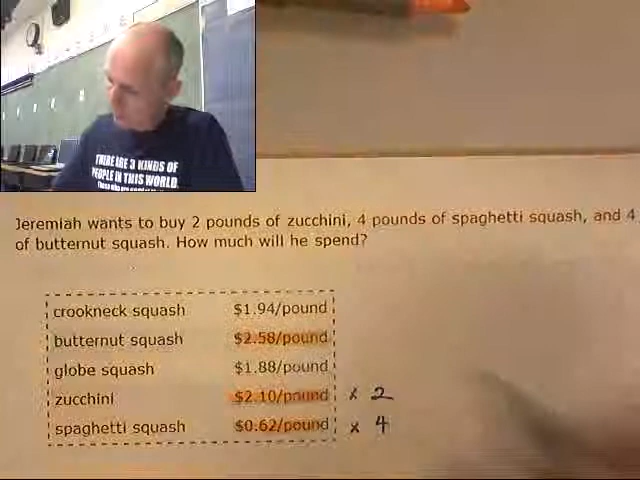 THERE ARE 3 KINDS OF
PEOPLE IN THIS WORLD.
Jeremiah wants to buy 2 pounds of zucchini, 4 pounds of spaghetti squash, and 4
of butternut squash. How much will he spend?
crookneck squash $1.94/pound
butternut squash $2.58/pound
globe squash $1.88/pound
zucchini $2.10/pound x 2
spaghetti squash $0.62/pound x 4